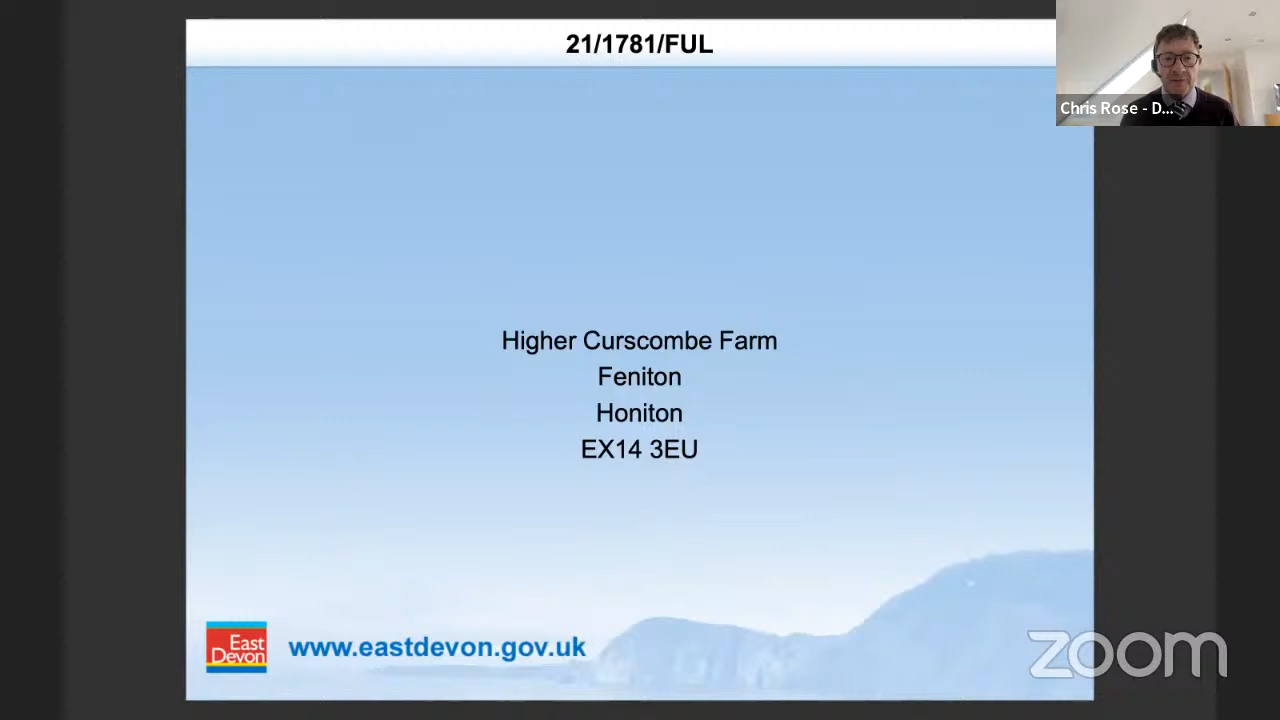 21/1781/FUL
Chris Rose - D...
Higher Curscombe Farm
Feniton
Honiton
EX14 3EU
East
Devon
www.eastdevon.gov.uk
zoom